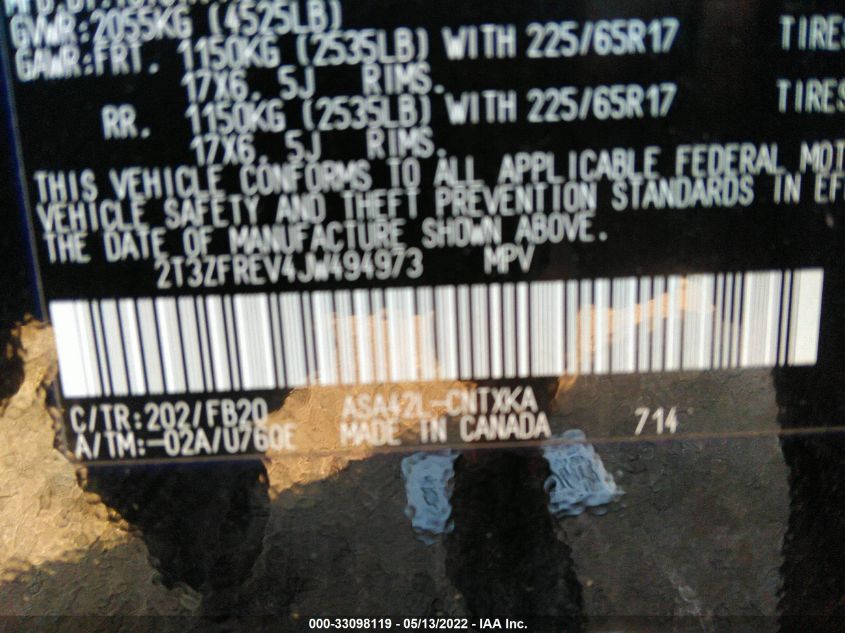 GVWR:2055KG (4525LB)
GAWR:FRT. 1150KG (2535LB) WITH 225/65R17 TIRES
17X6. 5J RIMS.
RR. 1150KG (2535LB) WITH 225/65R17 TIRES
17X6. 5J RIMS.
THIS VEHICLE CONFORMS TO ALL APPLICABLE FEDERAL MOT
VEHICLE SAFETY AND THEFT PREVENTION STANDARDS IN EF
THE DATE OF MANUFACTURE SHOWN ABOVE.
2T3ZFREV4JW494973 MPV
C/TR:202/FB20 ASA42L-CNTXKA 714
A/TM:-02A/U760E MADE IN CANADA
000-33098119 - 05/13/2022 - IAA Inc.